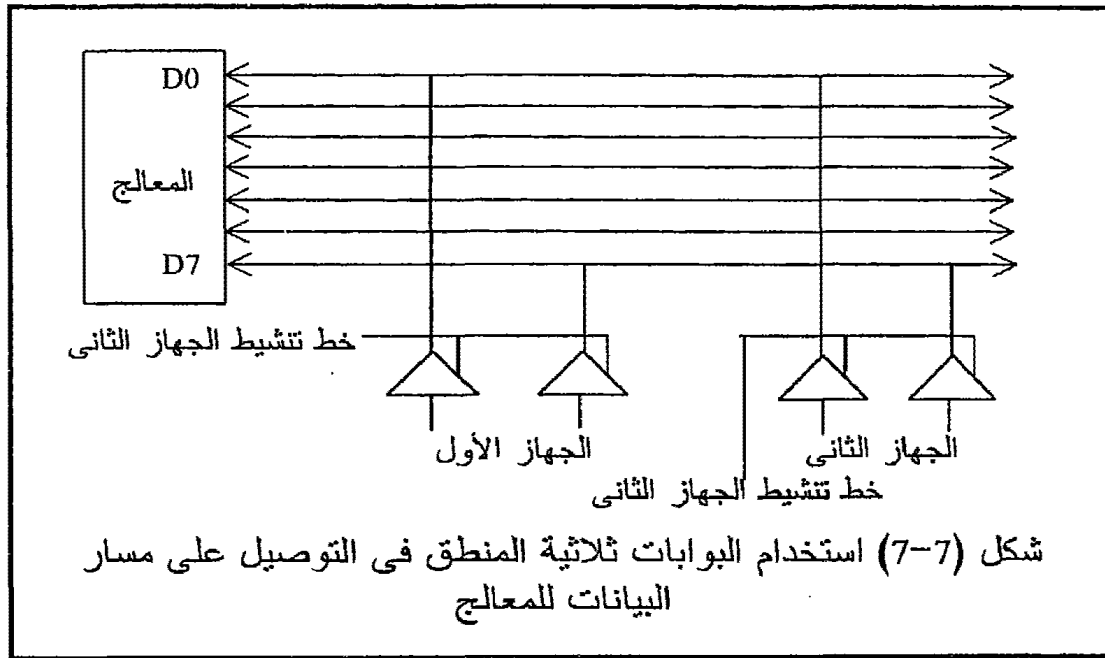 D0
المعالج
D7
خط تنشيط الجهاز الثانى
الجهاز الأول
الجهاز الثانى
خط تنشيط الجهاز الثانى
شكل (7-7) استخدام البوابات ثلاثية المنطق فى التوصيل على مسار
البيانات للمعالج